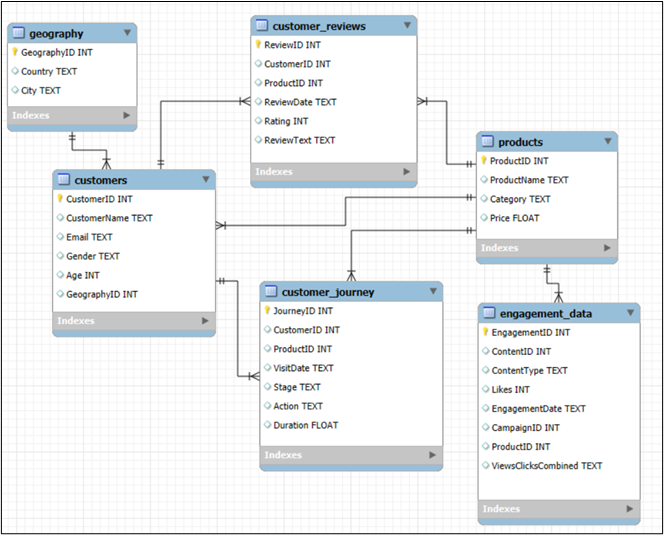 geography
GeographyID INT
Country TEXT
City TEXT
Indexes
customer_reviews
ReviewID INT
CustomerID INT
ProductID INT
ReviewDate TEXT
Rating INT
ReviewText TEXT
Indexes
products
ProductID INT
ProductName TEXT
Category TEXT
Price FLOAT
Indexes
customers
CustomerID INT
CustomerName TEXT
Email TEXT
Gender TEXT
Age INT
GeographyID INT
Indexes
customer_journey
JourneyID INT
CustomerID INT
ProductID INT
VisitDate TEXT
Stage TEXT
Action TEXT
Duration FLOAT
Indexes
engagement_data
EngagementID INT
ContentID INT
ContentType TEXT
Likes INT
EngagementDate TEXT
CampaignID INT
ProductID INT
ViewsClicksCombined TEXT
Indexes